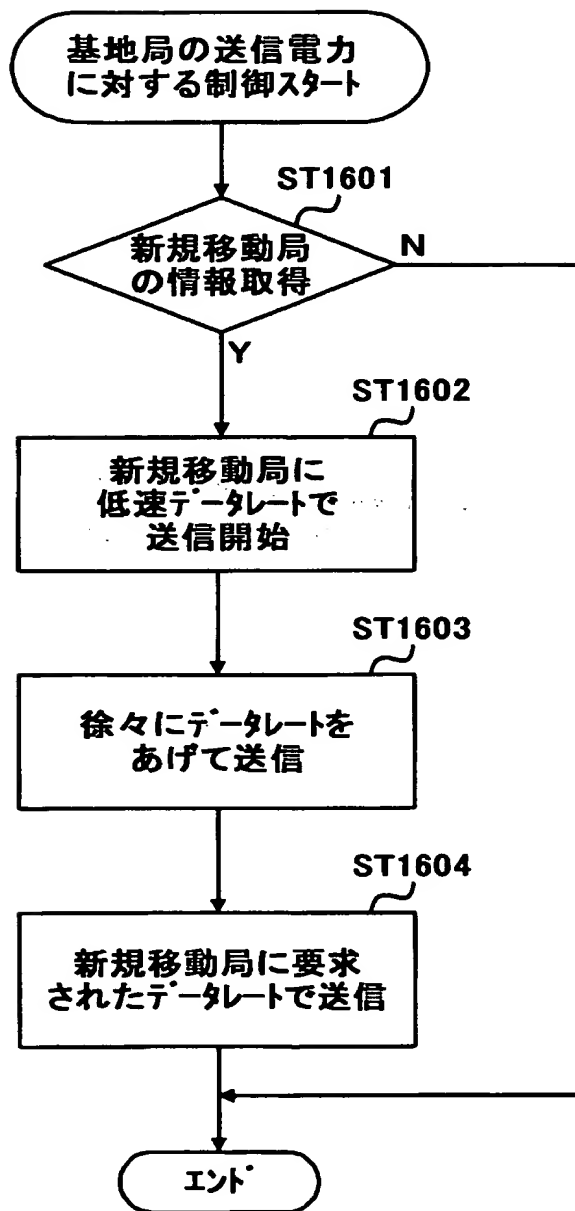 基地局の送信電力
に対する制御スタート
ST1601
新規移動局
の情報取得
N
Y
ST1602
新規移動局に
低速データレートで
送信開始
ST1603
徐々にデータレートを
あげて送信
ST1604
新規移動局に要求
されたデータレートで送信
エンド